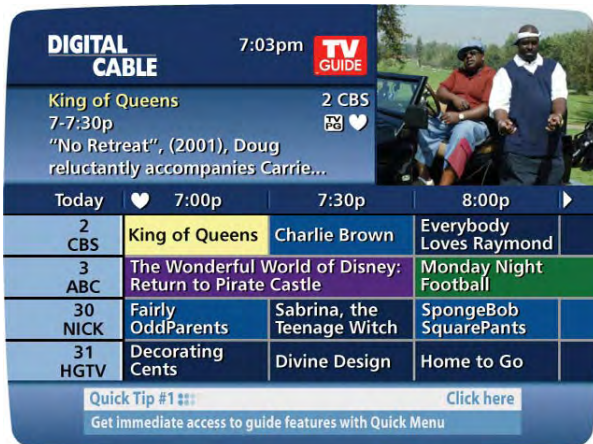 DIGITAL
CABLE
7:03pm
TV
GUIDE
King of Queens
2 CBS
7-7:30p
TV
PG
"No Retreat", (2001), Doug
reluctantly accompanies Carrie...
Today
7:00p
7:30p
8:00p
2
CBS
King of Queens
Charlie Brown
Everybody
Loves Raymond
3
ABC
The Wonderful World of Disney:
Return to Pirate Castle
Monday Night
Football
30
NICK
Fairly
OddParents
Sabrina, the
Teenage Witch
SpongeBob
SquarePants
31
HGTV
Decorating
Cents
Divine Design
Home to Go
Quick Tip #1
Click here
Get immediate access to guide features with Quick Menu